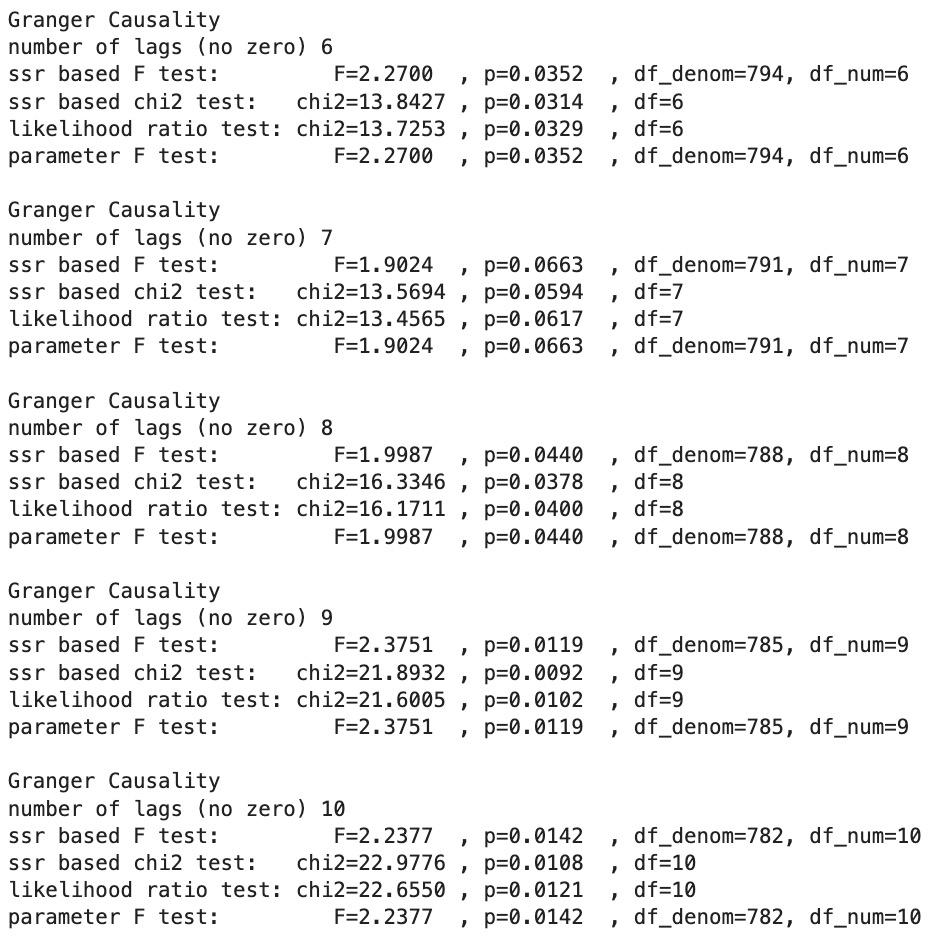 Granger Causality
number of lags (no zero) 6
ssr based F test:         F=2.2700  , p=0.0352  , df_denom=794, df_num=6
ssr based chi2 test:   chi2=13.8427 , p=0.0314  , df=6
likelihood ratio test: chi2=13.7253 , p=0.0329  , df=6
parameter F test:         F=2.2700  , p=0.0352  , df_denom=794, df_num=6

Granger Causality
number of lags (no zero) 7
ssr based F test:         F=1.9024  , p=0.0663  , df_denom=791, df_num=7
ssr based chi2 test:   chi2=13.5694 , p=0.0594  , df=7
likelihood ratio test: chi2=13.4565 , p=0.0617  , df=7
parameter F test:         F=1.9024  , p=0.0663  , df_denom=791, df_num=7

Granger Causality
number of lags (no zero) 8
ssr based F test:         F=1.9987  , p=0.0440  , df_denom=788, df_num=8
ssr based chi2 test:   chi2=16.3346 , p=0.0378  , df=8
likelihood ratio test: chi2=16.1711 , p=0.0400  , df=8
parameter F test:         F=1.9987  , p=0.0440  , df_denom=788, df_num=8

Granger Causality
number of lags (no zero) 9
ssr based F test:         F=2.3751  , p=0.0119  , df_denom=785, df_num=9
ssr based chi2 test:   chi2=21.8932 , p=0.0092  , df=9
likelihood ratio test: chi2=21.6005 , p=0.0102  , df=9
parameter F test:         F=2.3751  , p=0.0119  , df_denom=785, df_num=9

Granger Causality
number of lags (no zero) 10
ssr based F test:         F=2.2377  , p=0.0142  , df_denom=782, df_num=10
ssr based chi2 test:   chi2=22.9776 , p=0.0108  , df=10
likelihood ratio test: chi2=22.6550 , p=0.0121  , df=10
parameter F test:         F=2.2377  , p=0.0142  , df_denom=782, df_num=10